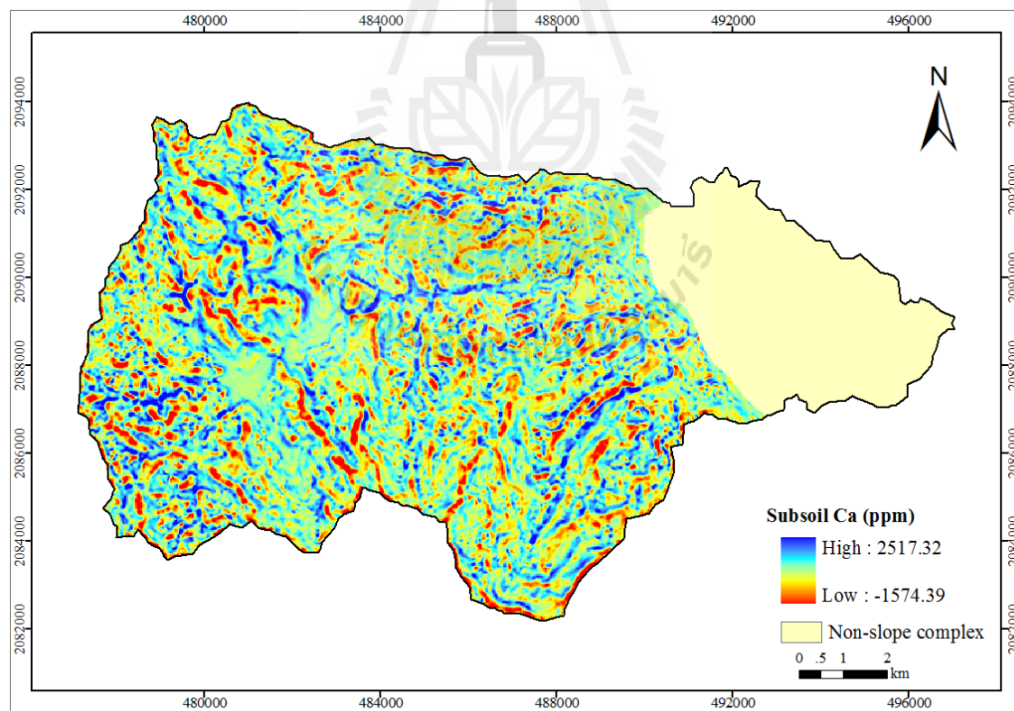 480000 484000 488000 492000 496000
N
2094000 2094000
2092000 2092000
2090000 2090000
2088000 2088000
2086000 2086000
2084000 2084000
2082000 2082000
Subsoil Ca (ppm)
High : 2517.32
Low : -1574.39
Non-slope complex
0 .5 1 2
km
480000 484000 488000 492000 496000